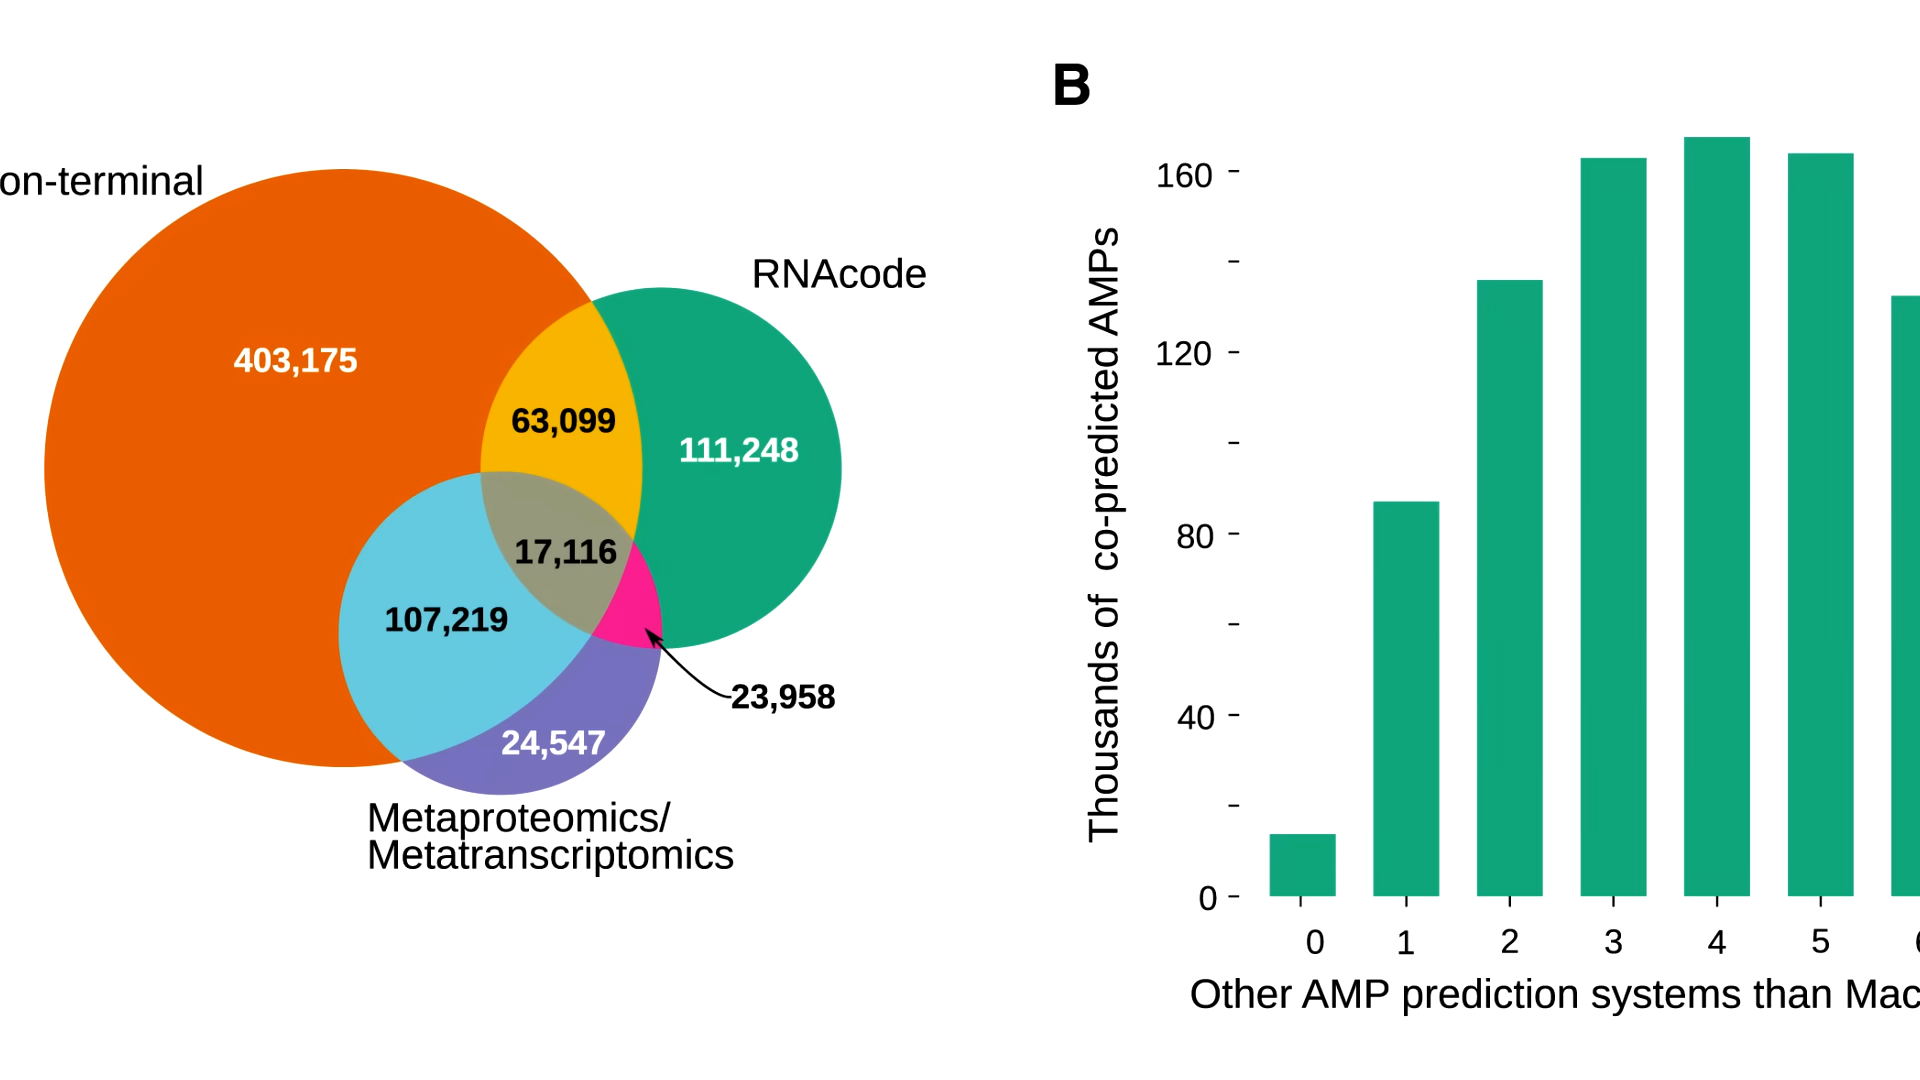 on-terminal
RNAcode
403,175
63,099
111,248
17,116
107,219
23,958
24,547
Metaproteomics/
Metatranscriptomics
B
Thousands of  co-predicted AMPs
160
120
80
40
0
0 1 2 3 4 5
Other AMP prediction systems than Mac